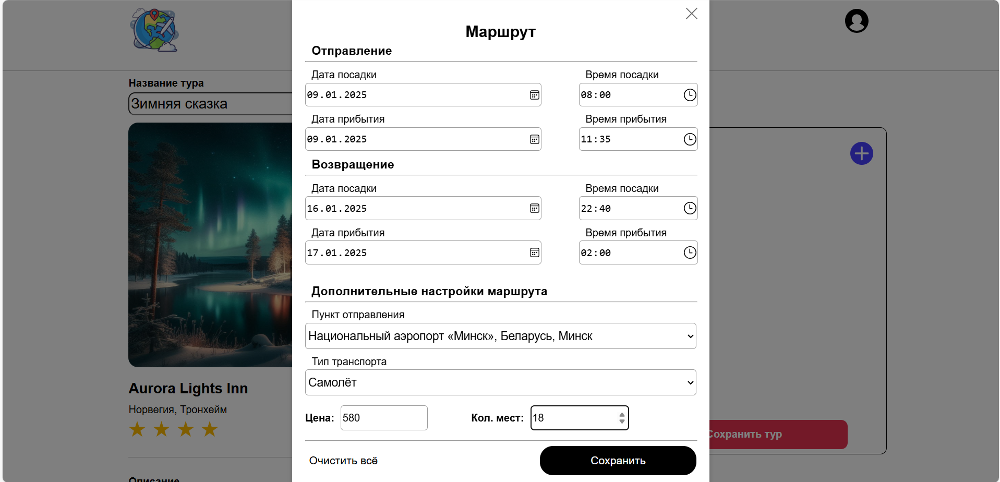 Маршрут
Отправление
Дата посадки Время посадки
09.01.2025 08:00
Дата прибытия Время прибытия
09.01.2025 11:35
Возвращение
Дата посадки Время посадки
16.01.2025 22:40
Дата прибытия Время прибытия
17.01.2025 02:00
Дополнительные настройки маршрута
Пункт отправления
Национальный аэропорт «Минск», Беларусь, Минск
Тип транспорта
Самолёт
Цена: 580 Кол. мест: 18
Очистить всё Сохранить
Название тура
Зимняя сказка
Aurora Lights Inn
Норвегия, Тронхейм
Сохранить тур
Описание